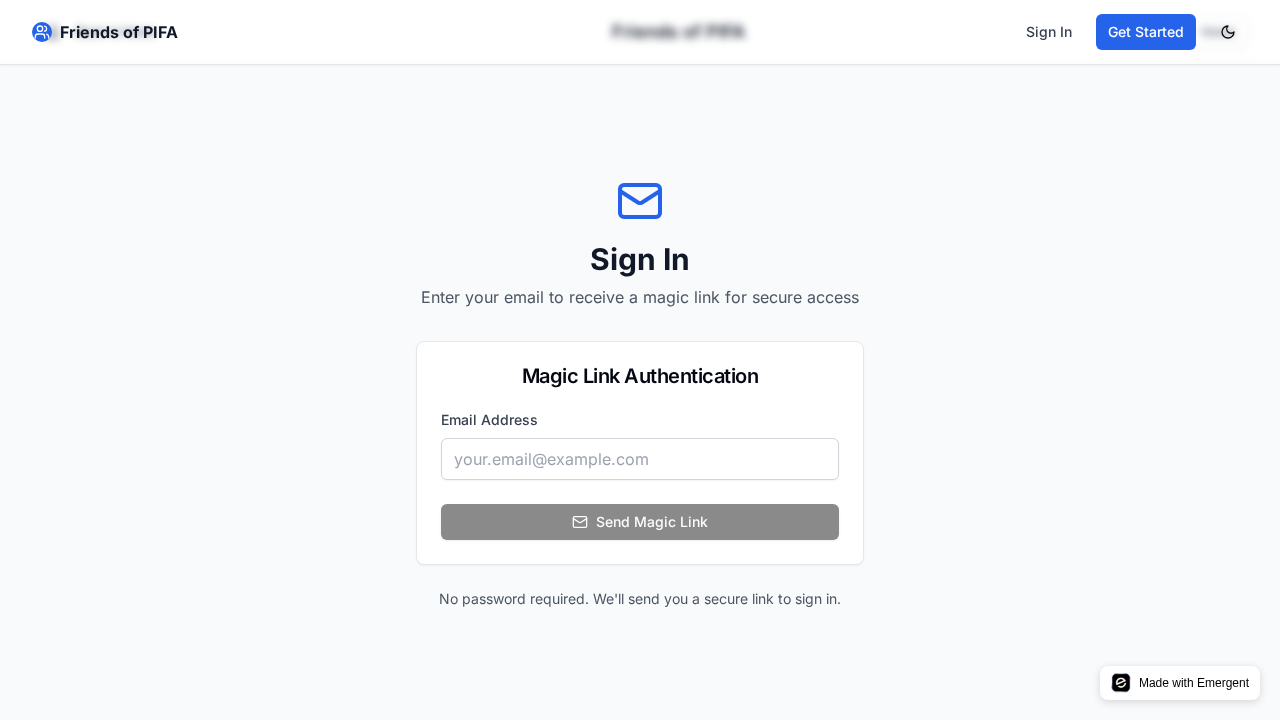 Friends of PIFA
Friends of PIFA
Sign In
Get Started
Sign In
Enter your email to receive a magic link for secure access
Magic Link Authentication
Email Address
your.email@example.com
Send Magic Link
No password required. We'll send you a secure link to sign in.
Made with Emergent